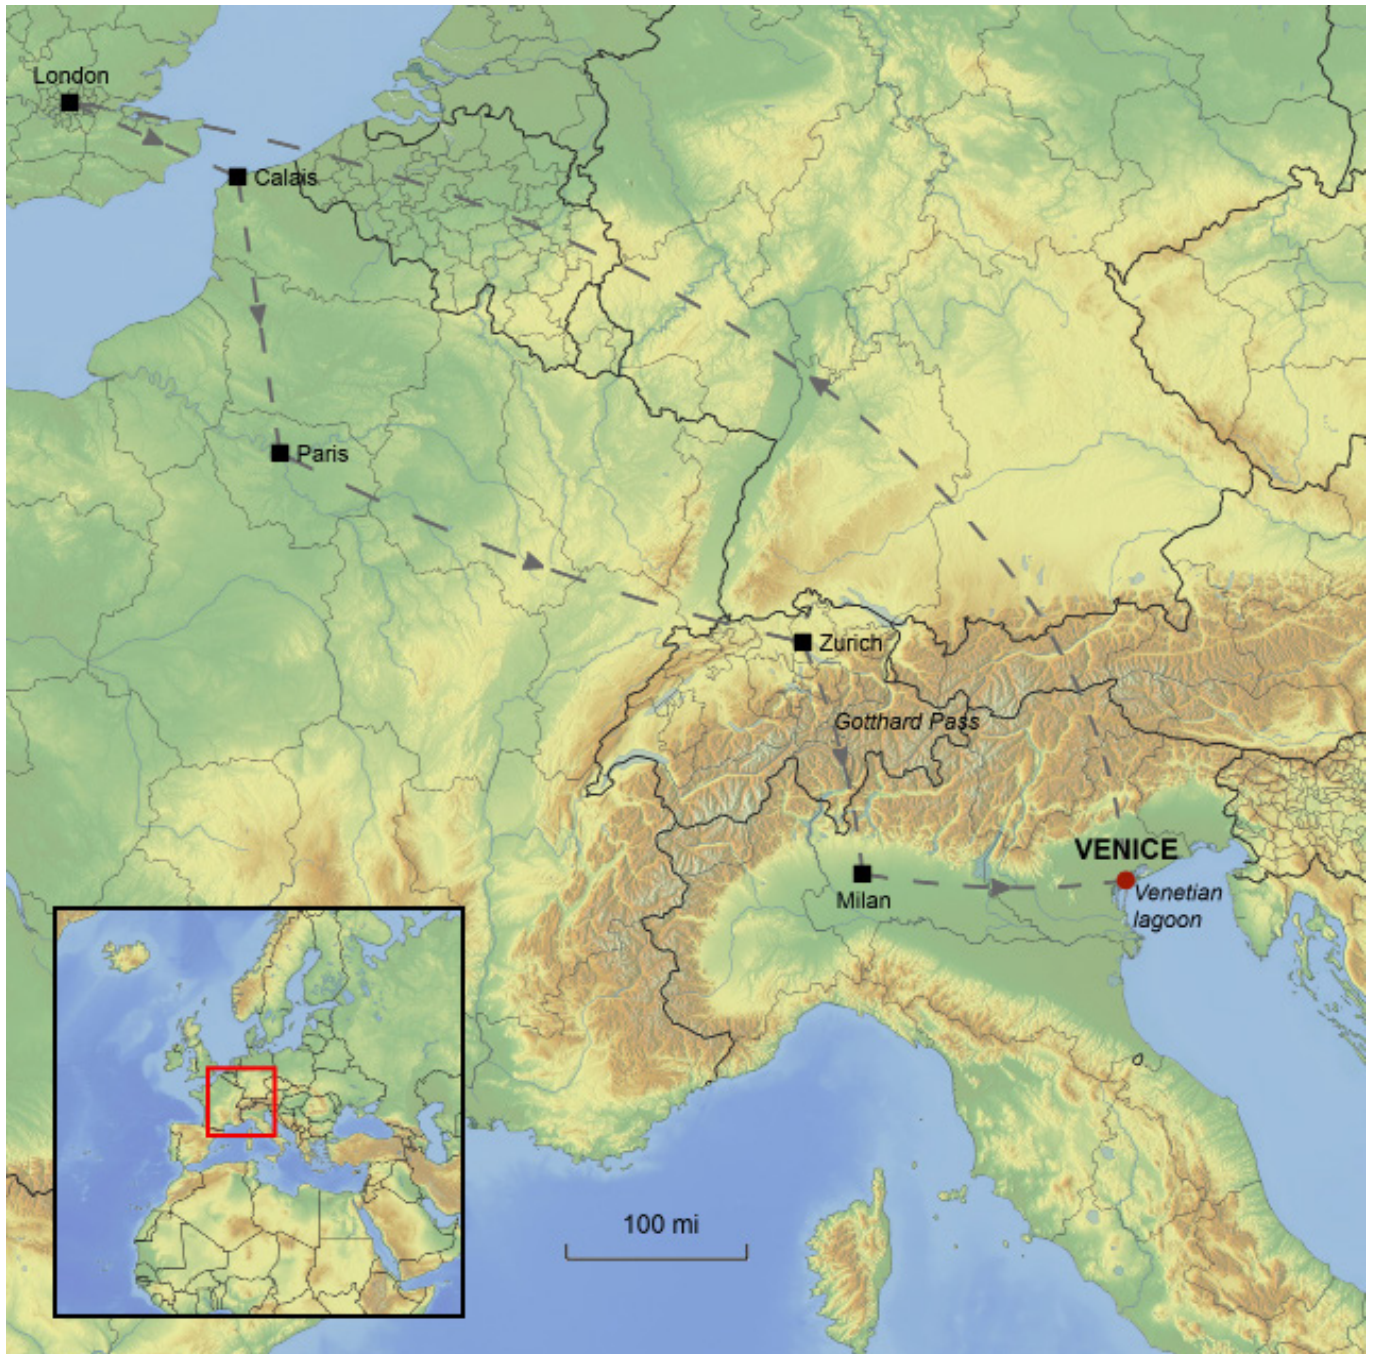 London
Calais
Paris
Zurich
Gotthard Pass
VENICE
Milan
Venetian
lagoon
100 mi